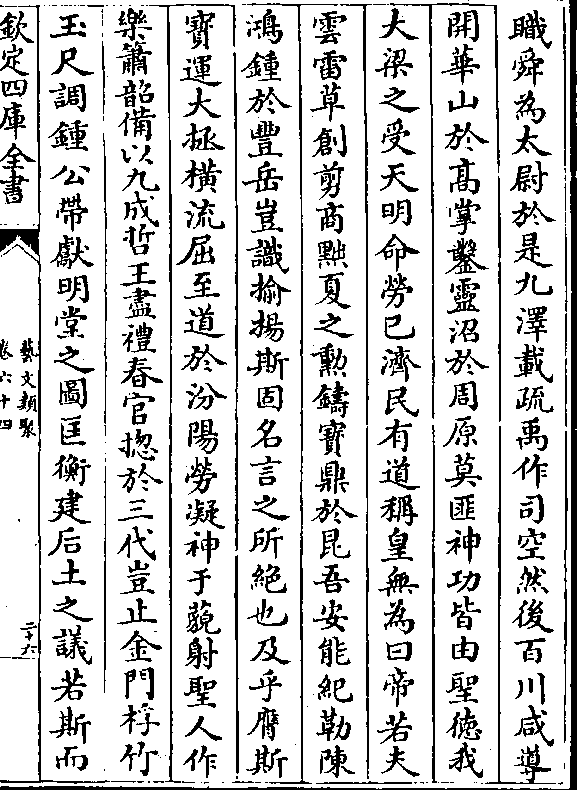 職舜為太尉於是九澤載疏禹作司空然後百川咸導
開華山於高掌鑿靈沼於周原莫匪神功皆由聖德我
大梁之受天明命勞已濟民有道稱皇無為曰帝若夫
雲雷草創剪商黜夏之勲鑄寶鼎於昆吾安能紀勒陳
鴻鍾於豐岳豈識揄揚斯固名言之所絶也及乎膺斯
寳運大拯橫流屈至道於汾陽勞凝神于藐射聖人作
樂簫韶備以九成哲王盡禮春官揔於三代豈止金門桴竹
玉尺調鍾公帶獻明堂之圖匡衡建后土之議若斯而
欽定四庫全書
藝文類聚
卷六十四
二十六